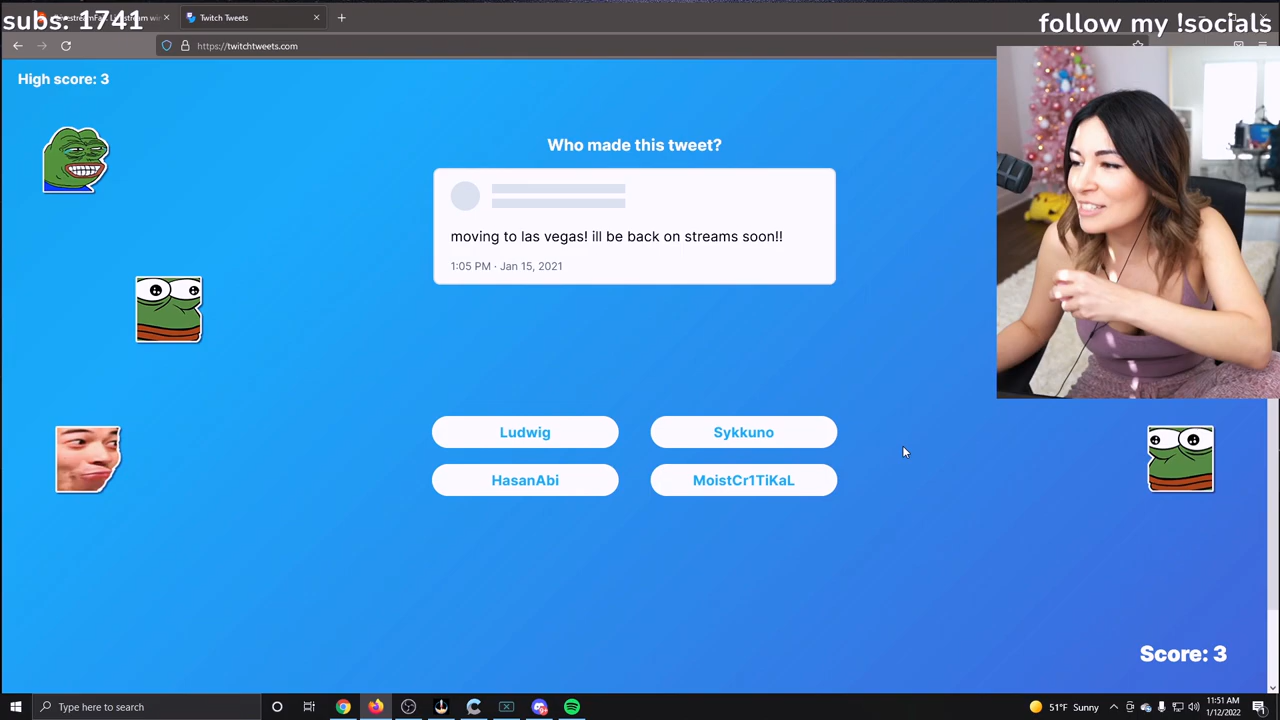 subs: 1741
Twitch Tweets
follow my !socials
https://twitchtweets.com
High score: 3
Who made this tweet?
moving to las vegas! ill be back on streams soon!!
1:05 PM · Jan 15, 2021
Ludwig
Sykkuno
HasanAbi
MoistCr1TiKaL
Score: 3
Type here to search
51°F Sunny
11:51 AM
1/12/2022